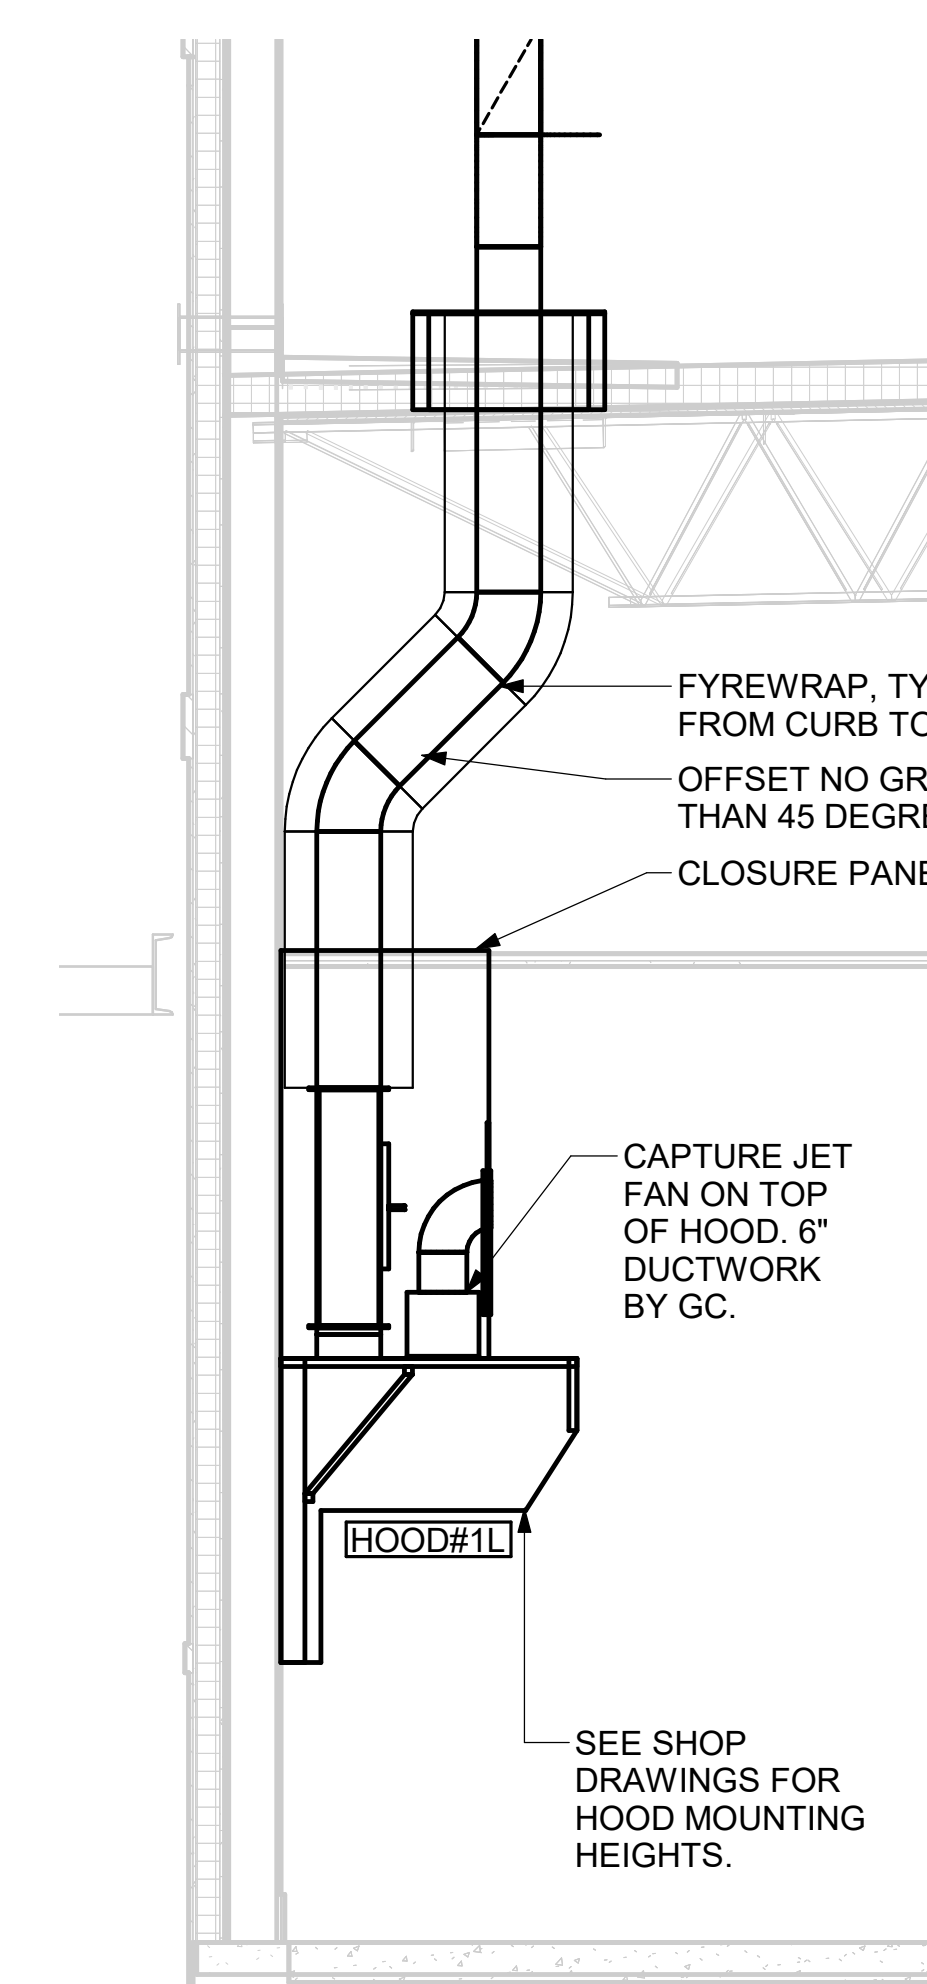 FYREWRAP, TY
FROM CURB TO
OFFSET NO GR
THAN 45 DEGRE
CLOSURE PANE
CAPTURE JET
FAN ON TOP
OF HOOD. 6"
DUCTWORK
BY GC.
HOOD#1L
SEE SHOP
DRAWINGS FOR
HOOD MOUNTING
HEIGHTS.